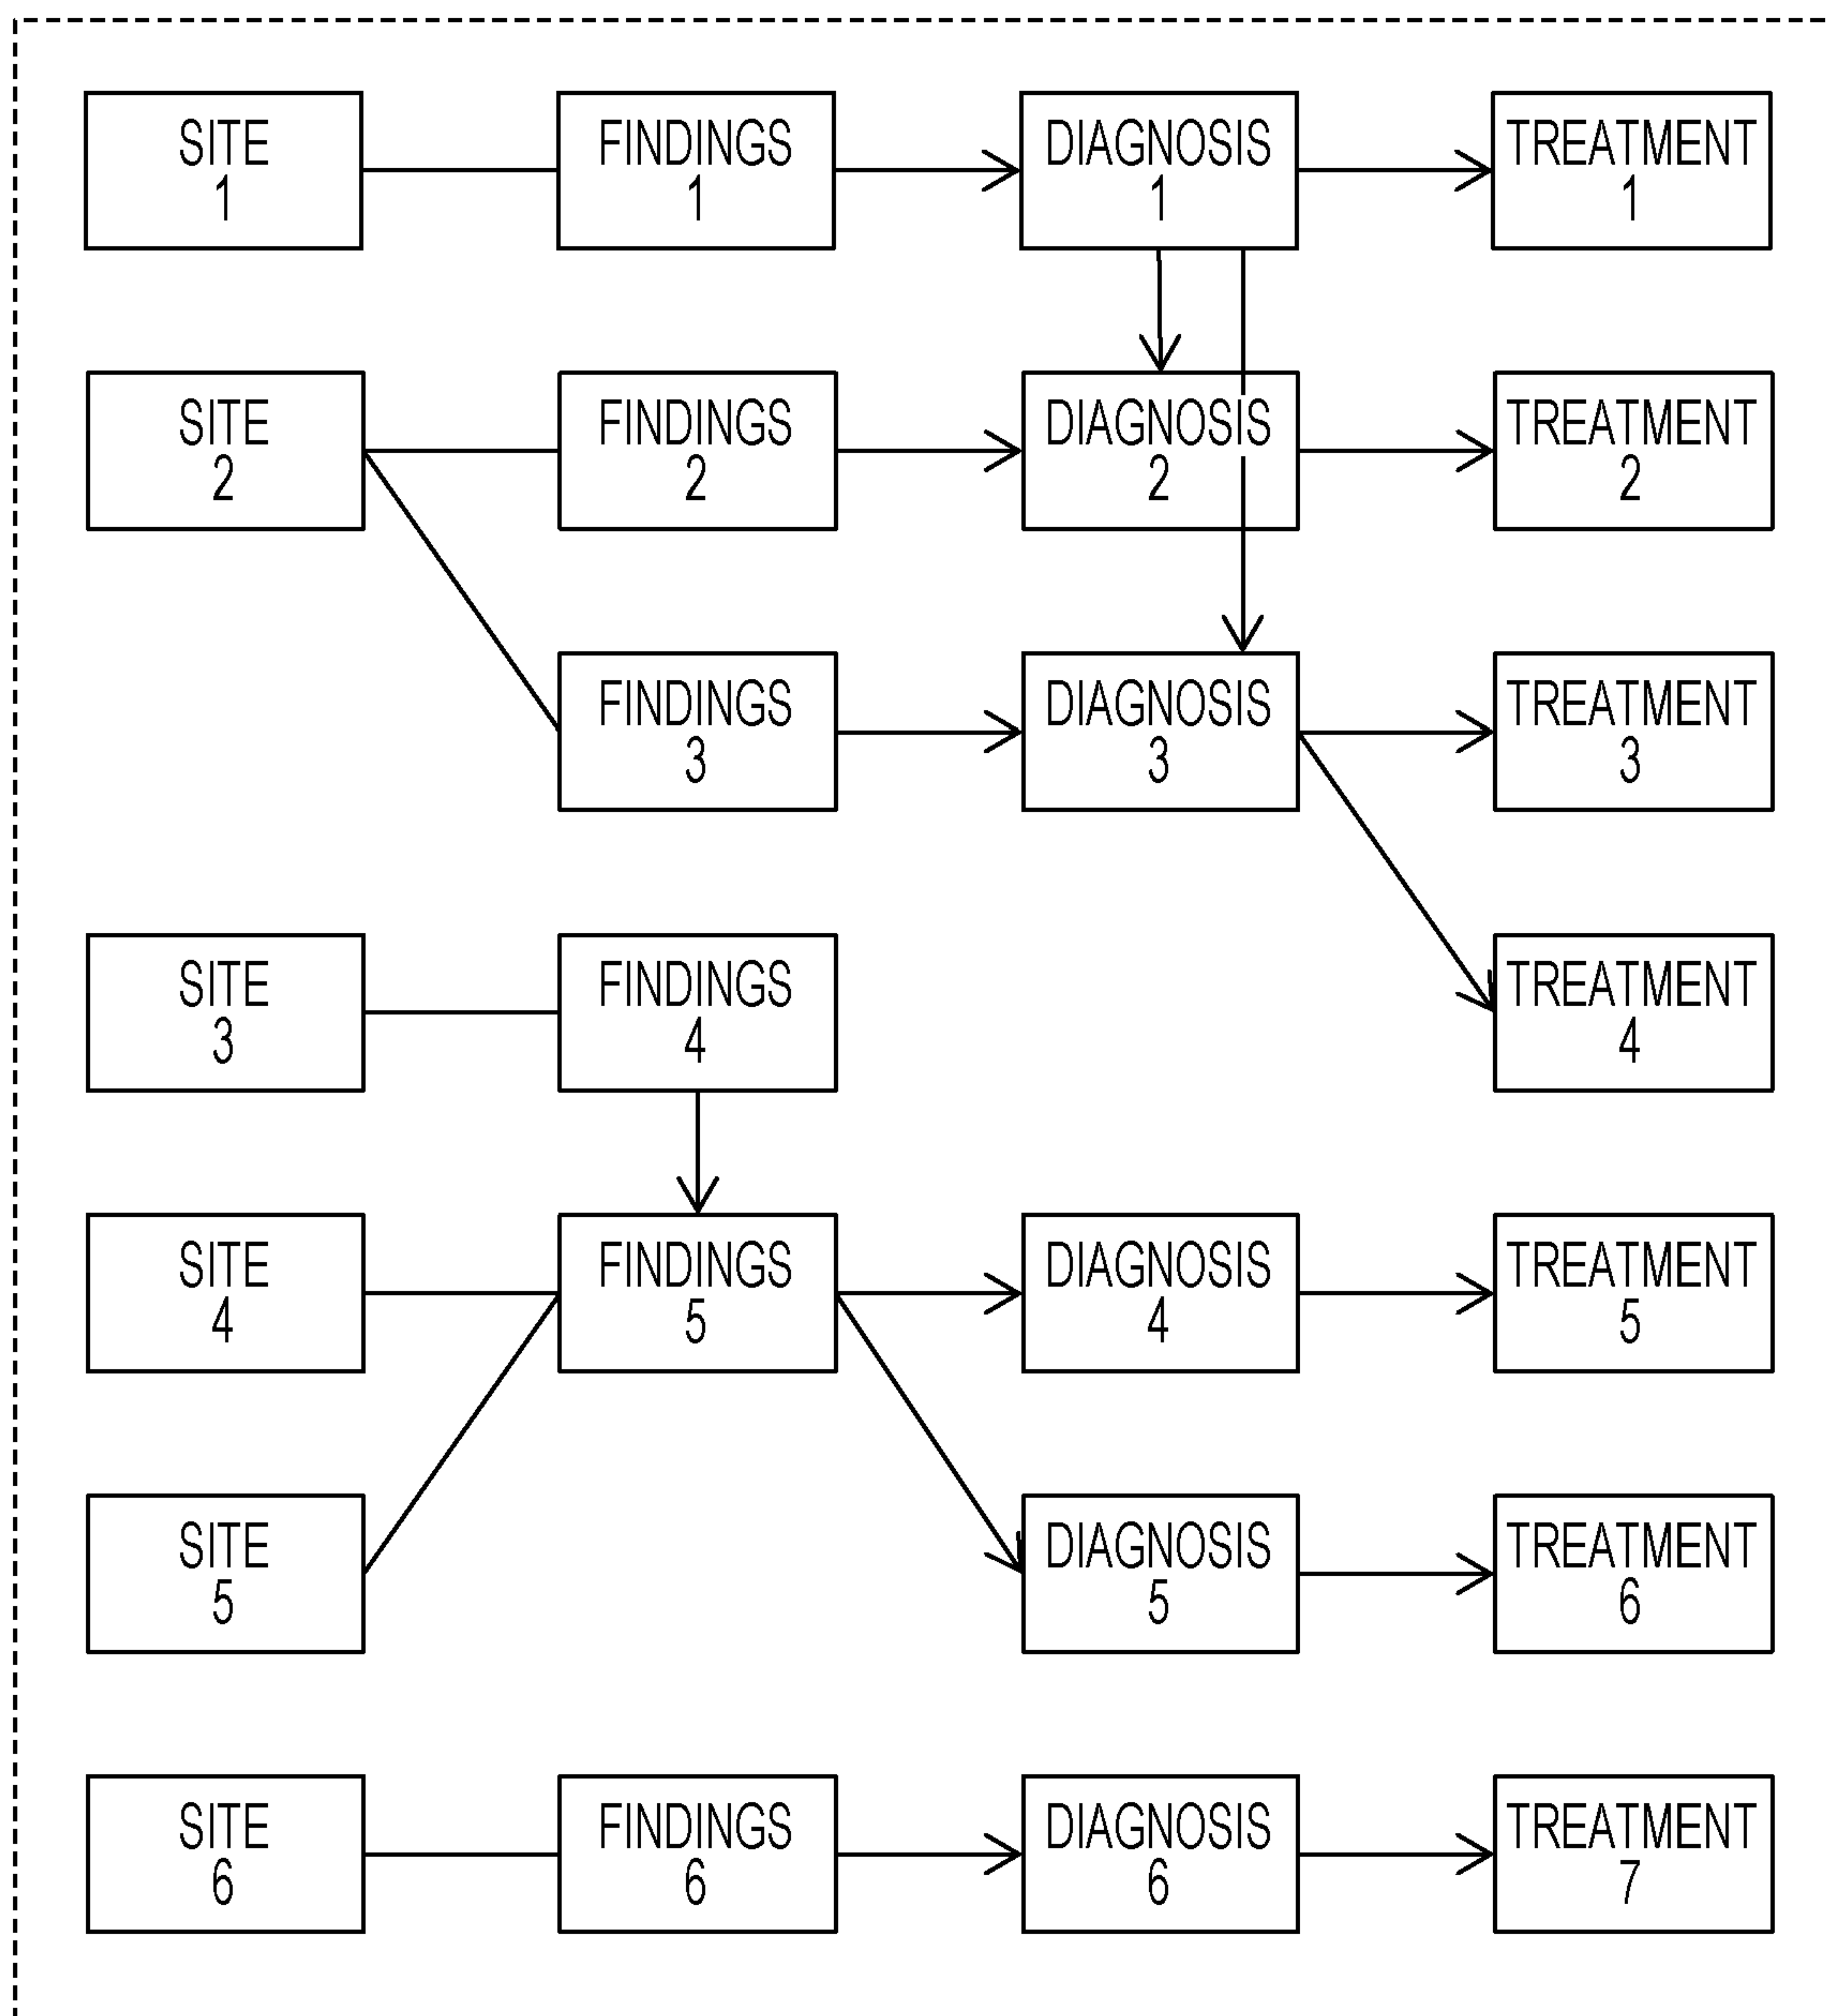 SITE
1
FINDINGS
1
DIAGNOSIS
1
TREATMENT
1
SITE
2
FINDINGS
2
DIAGNOSIS
2
TREATMENT
2
FINDINGS
3
DIAGNOSIS
3
TREATMENT
3
SITE
3
FINDINGS
4
TREATMENT
4
SITE
4
FINDINGS
5
DIAGNOSIS
4
TREATMENT
5
SITE
5
DIAGNOSIS
5
TREATMENT
6
SITE
6
FINDINGS
6
DIAGNOSIS
6
TREATMENT
7